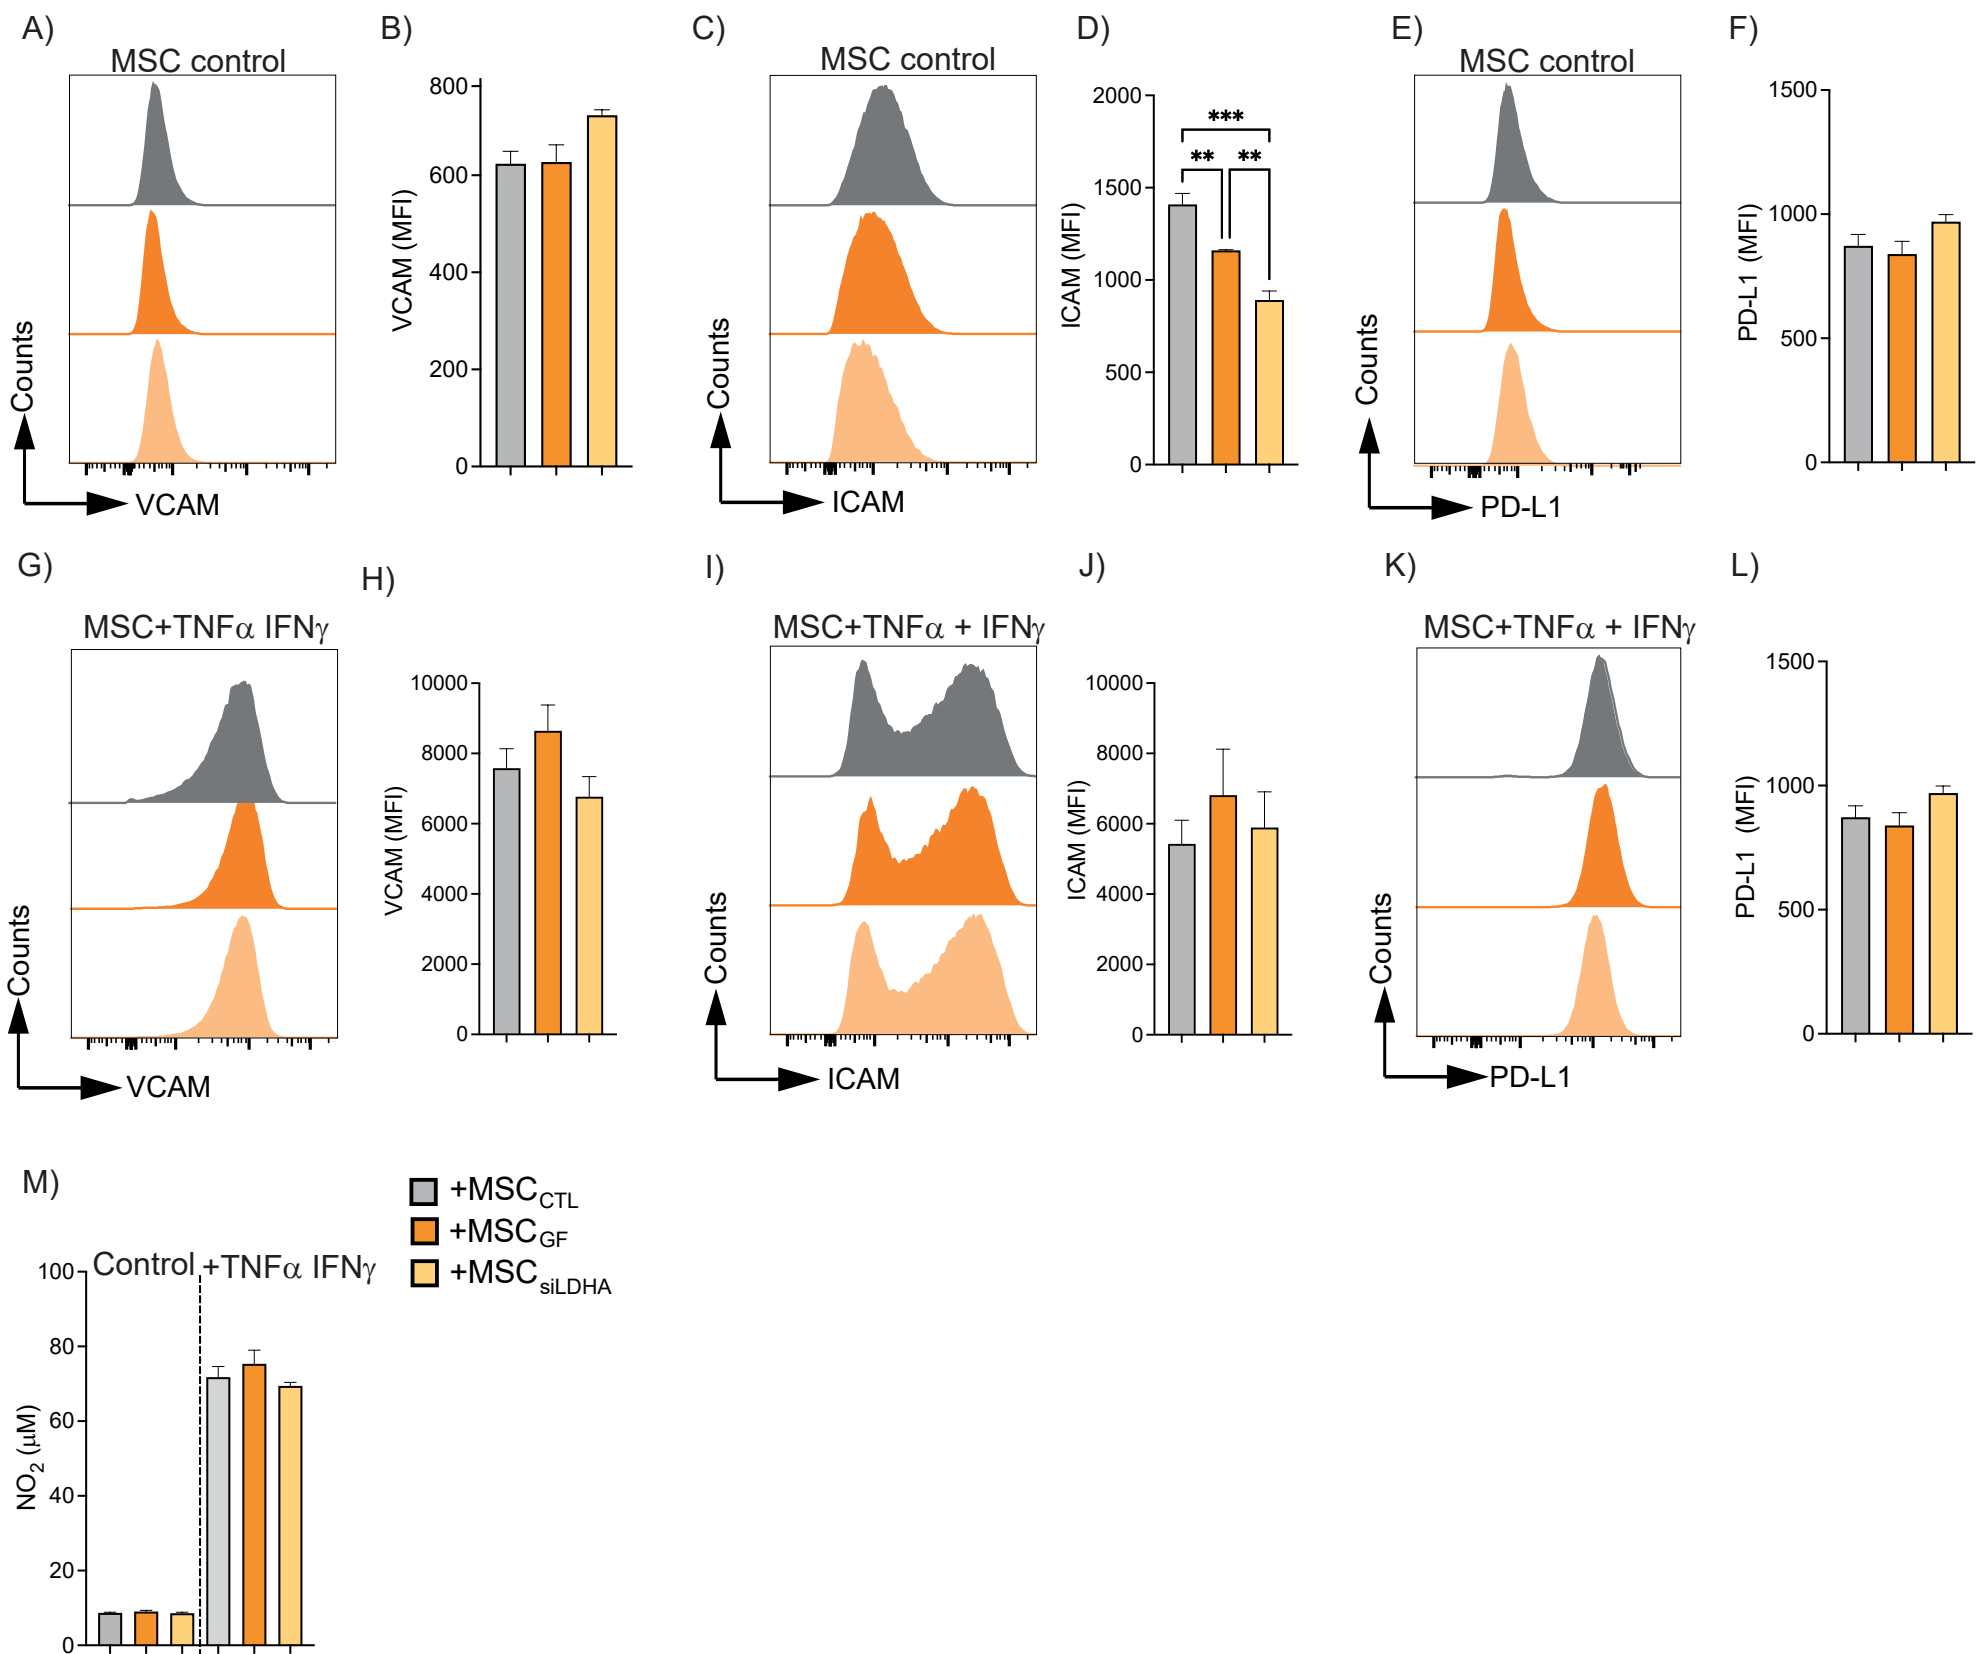 A)
B)
C)
D)
E)
F)
MSC control
MSC control
MSC control
Counts
VCAM
800
600
400
200
0
VCAM (MFI)
Counts
ICAM
2000
1500
1000
500
0
ICAM (MFI)
***
** **
Counts
PD-L1
1500
1000
500
0
PD-L1 (MFI)
G)
H)
I)
J)
K)
L)
MSC+TNFα IFNγ
MSC+TNFα + IFNγ
MSC+TNFα + IFNγ
Counts
VCAM
10000
8000
6000
4000
2000
0
VCAM (MFI)
Counts
ICAM
10000
8000
6000
4000
2000
0
ICAM (MFI)
Counts
PD-L1
1500
1000
500
0
PD-L1 (MFI)
M)
Control +TNFα IFNγ
100
80
60
40
20
0
NO2 (μM)
+MSCCTL
+MSCGF
+MSCsiLDHA